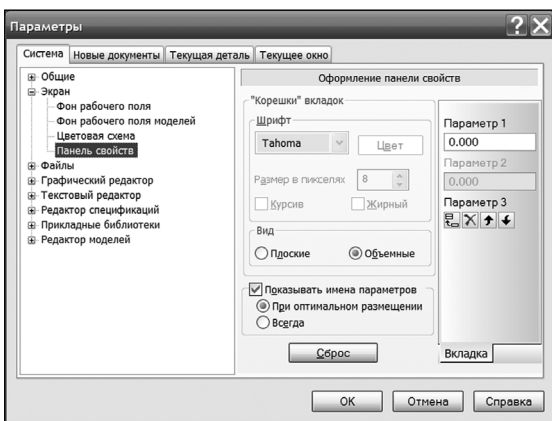 Параметры
Система Новые документы Текущая деталь Текущее окно
Общие
Экран
Фон рабочего поля
Фон рабочего поля моделей
Цветовая схема
Панель свойств
Файлы
Графический редактор
Текстовый редактор
Редактор спецификаций
Прикладные библиотеки
Редактор моделей
Оформление панели свойств
"Корешки" вкладок
Шрифт
Tahoma Цвет
Размер в пикселях 8
Курсив Жирный
Вид
Плоские Объемные
Показывать имена параметров
При оптимальном размещении
Всегда
Сброс
Параметр 1
0.000
Параметр 2
0.000
Параметр 3
Вкладка
OK Отмена Справка